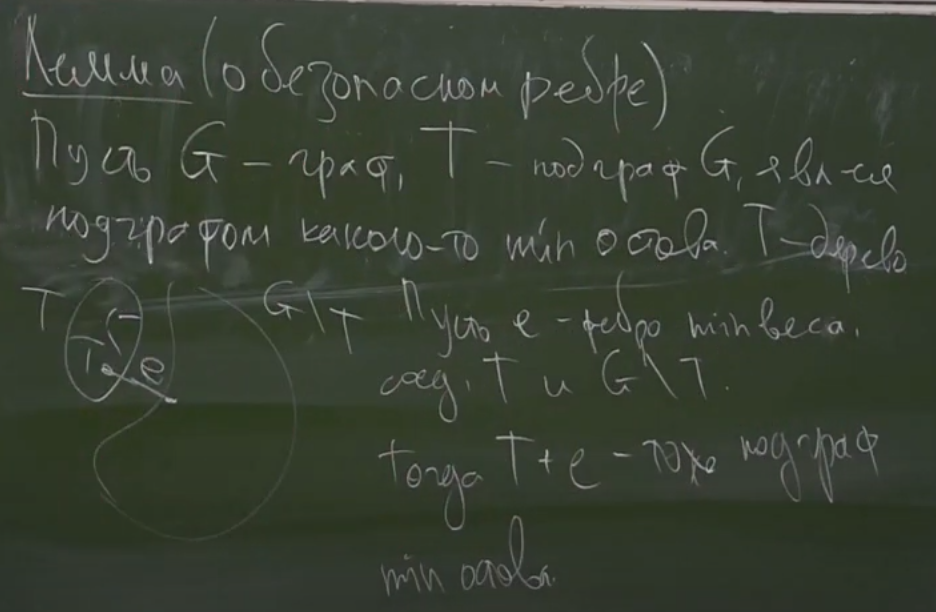 Лемма (о безопасном ребре)
Пусть G - граф, T - подграф G, явл-ся
подграфом какого-то min остова. T-дерево
T e G\T Пусть e - ребро min веса,
соед. T и G\T.
тогда T+e - тоже подграф
min остова.